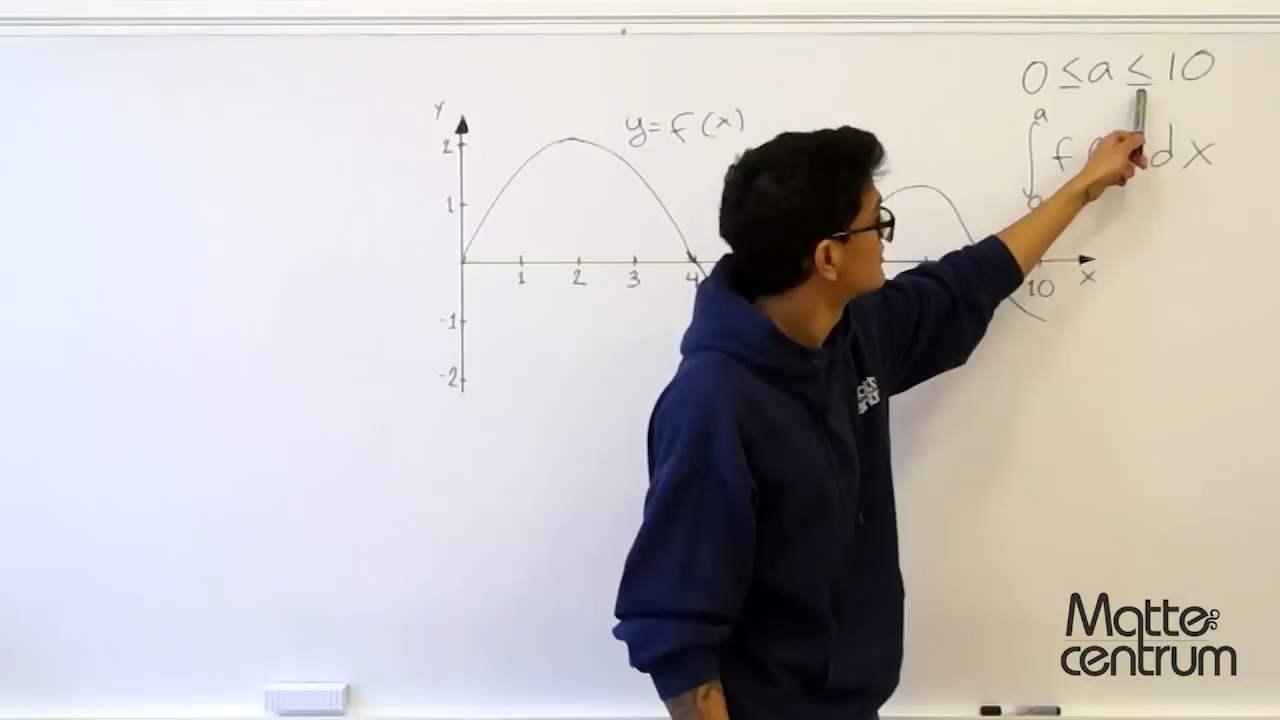 0 ≤ a ≤ 10
y
y = f(x)
a
2
f dx
1
0
1 2 3 4 10 x
-1
-2
Matte
centrum